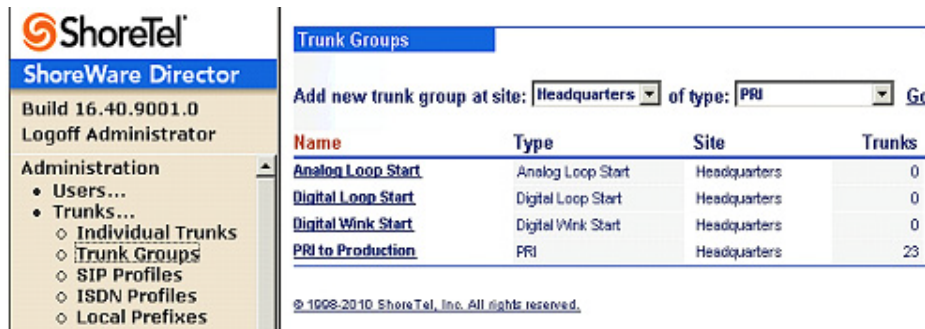 ShoreTel
ShoreWare Director
Build 16.40.9001.0
Logoff Administrator
Administration
• Users...
• Trunks...
○ Individual Trunks
○ Trunk Groups
○ SIP Profiles
○ ISDN Profiles
○ Local Prefixes
Trunk Groups
Add new trunk group at site: Headquarters of type: PRI Go
Name Type Site Trunks
Analog Loop Start Analog Loop Start Headquarters 0
Digital Loop Start Digital Loop Start Headquarters 0
Digital Wink Start Digital Wink Start Headquarters 0
PRI to Production PRI Headquarters 23
© 1998-2010 ShoreTel, Inc. All rights reserved.